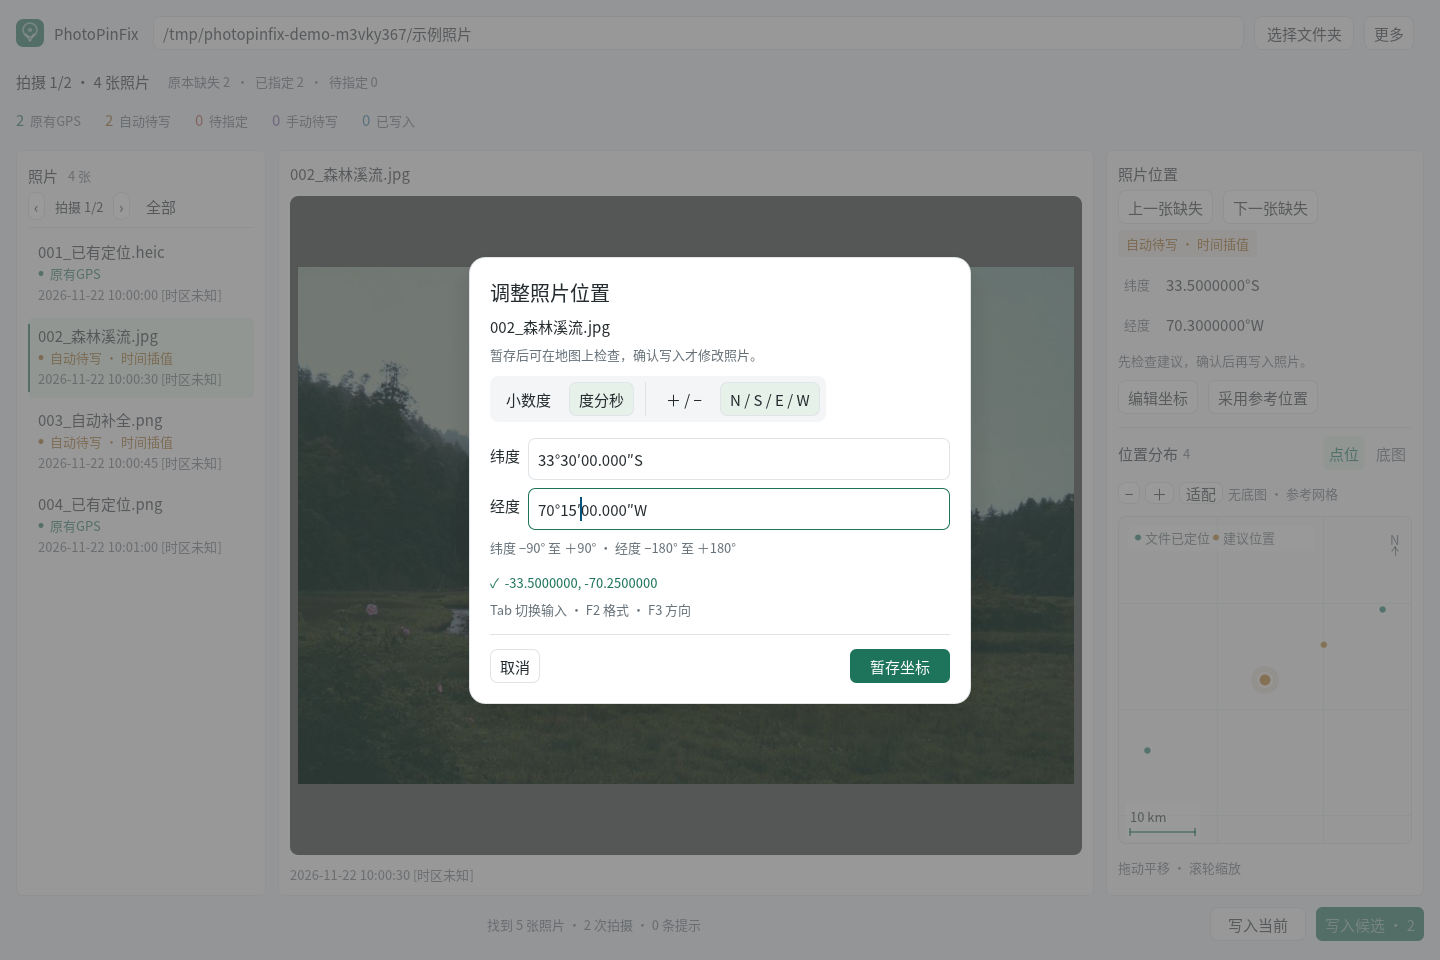 PhotoPinFix
/tmp/photopinfix-demo-m3vky367/示例照片
选择文件夹
更多
拍摄 1/2 · 4 张照片
原本缺失 2 · 已指定 2 · 待指定 0
2 原有GPS
2 自动待写
0 待指定
0 手动待写
0 已写入
照片 4 张
‹ 拍摄 1/2 › 全部
001_已有定位.heic
• 原有GPS
2026-11-22 10:00:00 [时区未知]
002_森林溪流.jpg
• 自动待写 · 时间插值
2026-11-22 10:00:30 [时区未知]
003_自动补全.png
• 自动待写 · 时间插值
2026-11-22 10:00:45 [时区未知]
004_已有定位.png
• 原有GPS
2026-11-22 10:01:00 [时区未知]
002_森林溪流.jpg
2026-11-22 10:00:30 [时区未知]
调整照片位置
002_森林溪流.jpg
暂存后可在地图上检查，确认写入才修改照片。
小数度 度分秒 ＋ / − N / S / E / W
纬度 33°30′00.000″S
经度 70°15′00.000″W
纬度 −90° 至 ＋90° · 经度 −180° 至 ＋180°
✓ -33.5000000, -70.2500000
Tab 切换输入 · F2 格式 · F3 方向
取消
暂存坐标
照片位置
上一张缺失
下一张缺失
自动待写 · 时间插值
纬度 33.5000000°S
经度 70.3000000°W
先检查建议，确认后再写入照片。
编辑坐标
采用参考位置
位置分布 4
点位
底图
− ＋ 适配 无底图 · 参考网格
• 文件已定位 • 建议位置
N
↑
10 km
拖动平移 · 滚轮缩放
找到 5 张照片 · 2 次拍摄 · 0 条提示
写入当前
写入候选 · 2